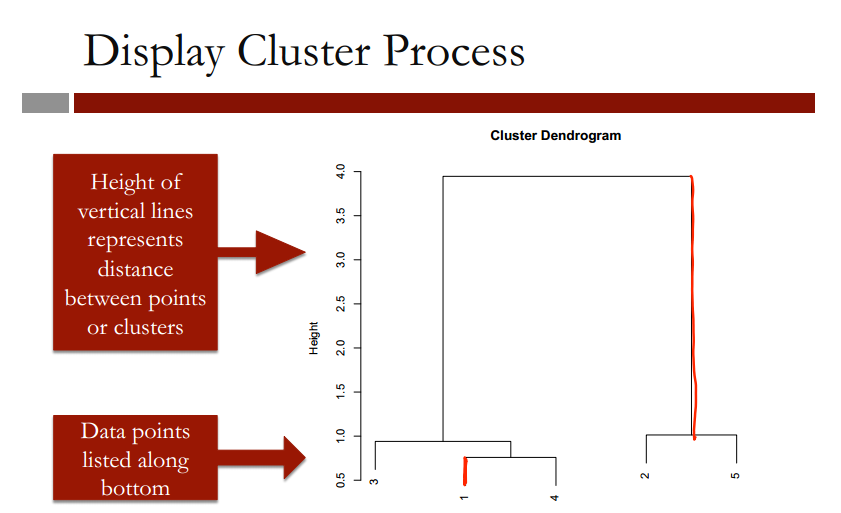 Display Cluster Process
Height of
vertical lines
represents
distance
between points
or clusters
Data points
listed along
bottom
Cluster Dendrogram
Height
4.0
3.5
3.0
2.5
2.0
1.5
1.0
0.5
3
1
4
2
5